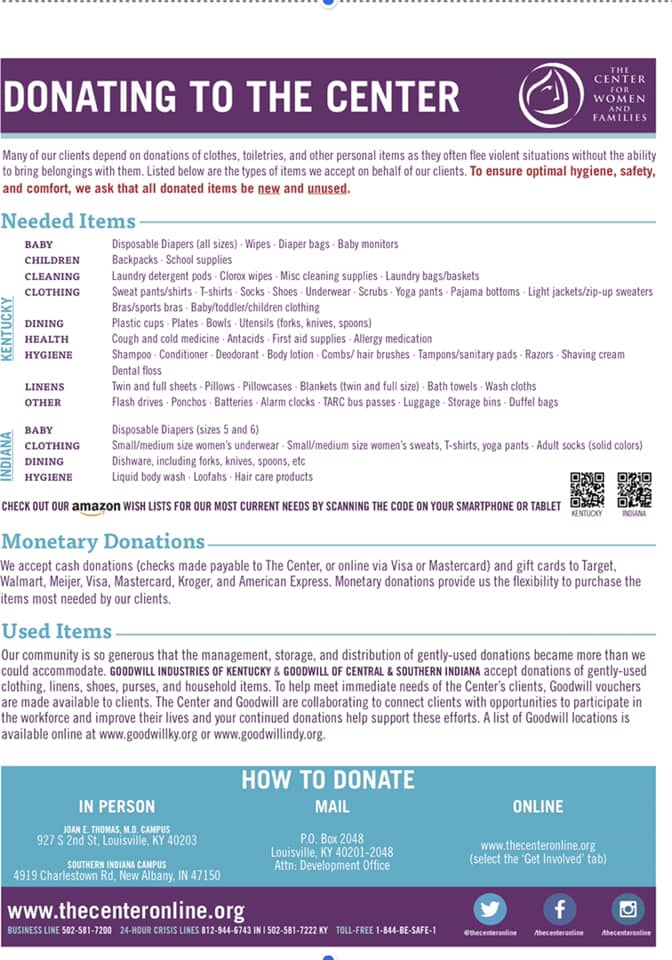 DONATING TO THE CENTER
THE
CENTER
FOR
WOMEN
AND
FAMILIES
Many of our clients depend on donations of clothes, toiletries, and other personal items as they often flee violent situations without the ability
to bring belongings with them. Listed below are the types of items we accept on behalf of our clients. To ensure optimal hygiene, safety,
and comfort, we ask that all donated items be new and unused.
Needed Items
KENTUCKY
BABY Disposable Diapers (all sizes) · Wipes · Diaper bags · Baby monitors
CHILDREN Backpacks · School supplies
CLEANING Laundry detergent pods · Clorox wipes · Misc cleaning supplies · Laundry bags/baskets
CLOTHING Sweat pants/shirts · T-shirts · Socks · Shoes · Underwear · Scrubs · Yoga pants · Pajama bottoms · Light jackets/zip-up sweaters
Bras/sports bras · Baby/toddler/children clothing
DINING Plastic cups · Plates · Bowls · Utensils (forks, knives, spoons)
HEALTH Cough and cold medicine · Antacids · First aid supplies · Allergy medication
HYGIENE Shampoo · Conditioner · Deodorant · Body lotion · Combs/ hair brushes · Tampons/sanitary pads · Razors · Shaving cream
Dental floss
LINENS Twin and full sheets · Pillows · Pillowcases · Blankets (twin and full size) · Bath towels · Wash cloths
OTHER Flash drives · Ponchos · Batteries · Alarm clocks · TARC bus passes · Luggage · Storage bins · Duffel bags
INDIANA
BABY Disposable Diapers (sizes 5 and 6)
CLOTHING Small/medium size women's underwear · Small/medium size women's sweats, T-shirts, yoga pants · Adult socks (solid colors)
DINING Dishware, including forks, knives, spoons, etc
HYGIENE Liquid body wash · Loofahs · Hair care products
CHECK OUT OUR amazon WISH LISTS FOR OUR MOST CURRENT NEEDS BY SCANNING THE CODE ON YOUR SMARTPHONE OR TABLET
KENTUCKY INDIANA
Monetary Donations
We accept cash donations (checks made payable to The Center, or online via Visa or Mastercard) and gift cards to Target,
Walmart, Meijer, Visa, Mastercard, Kroger, and American Express. Monetary donations provide us the flexibility to purchase the
items most needed by our clients.
Used Items
Our community is so generous that the management, storage, and distribution of gently-used donations became more than we
could accommodate. GOODWILL INDUSTRIES OF KENTUCKY & GOODWILL OF CENTRAL & SOUTHERN INDIANA accept donations of gently-used
clothing, linens, shoes, purses, and household items. To help meet immediate needs of the Center's clients, Goodwill vouchers
are made available to clients. The Center and Goodwill are collaborating to connect clients with opportunities to participate in
the workforce and improve their lives and your continued donations help support these efforts. A list of Goodwill locations is
available online at www.goodwillky.org or www.goodwillindy.org.
HOW TO DONATE
IN PERSON
JOAN E. THOMAS, M.D. CAMPUS
927 S 2nd St, Louisville, KY 40203
SOUTHERN INDIANA CAMPUS
4919 Charlestown Rd, New Albany, IN 47150
MAIL
P.O. Box 2048
Louisville, KY 40201-2048
Attn: Development Office
ONLINE
www.thecenteronline.org
(select the 'Get Involved' tab)
www.thecenteronline.org
BUSINESS LINE 502-581-7200 24-HOUR CRISIS LINES 812-944-6743 IN I 502-581-7222 KY TOLL-FREE 1-844-BE-SAFE-1
@thecenteronline /thecenteronline /thecenteronline